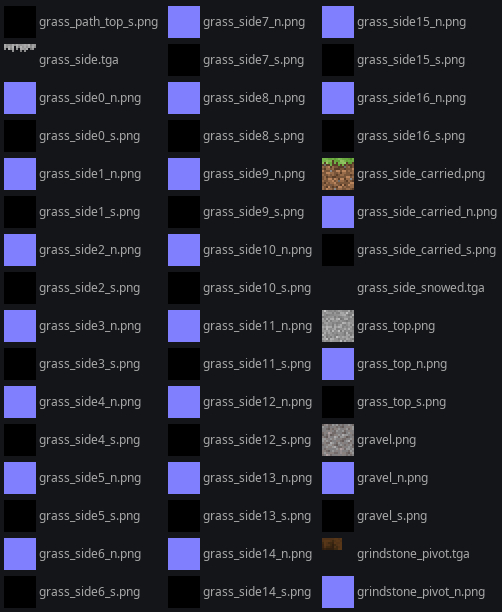 grass_path_top_s.png
grass_side.tga
grass_side0_n.png
grass_side0_s.png
grass_side1_n.png
grass_side1_s.png
grass_side2_n.png
grass_side2_s.png
grass_side3_n.png
grass_side3_s.png
grass_side4_n.png
grass_side4_s.png
grass_side5_n.png
grass_side5_s.png
grass_side6_n.png
grass_side6_s.png
grass_side7_n.png
grass_side7_s.png
grass_side8_n.png
grass_side8_s.png
grass_side9_n.png
grass_side9_s.png
grass_side10_n.png
grass_side10_s.png
grass_side11_n.png
grass_side11_s.png
grass_side12_n.png
grass_side12_s.png
grass_side13_n.png
grass_side13_s.png
grass_side14_n.png
grass_side14_s.png
grass_side15_n.png
grass_side15_s.png
grass_side16_n.png
grass_side16_s.png
grass_side_carried.png
grass_side_carried_n.png
grass_side_carried_s.png
grass_side_snowed.tga
grass_top.png
grass_top_n.png
grass_top_s.png
gravel.png
gravel_n.png
gravel_s.png
grindstone_pivot.tga
grindstone_pivot_n.png